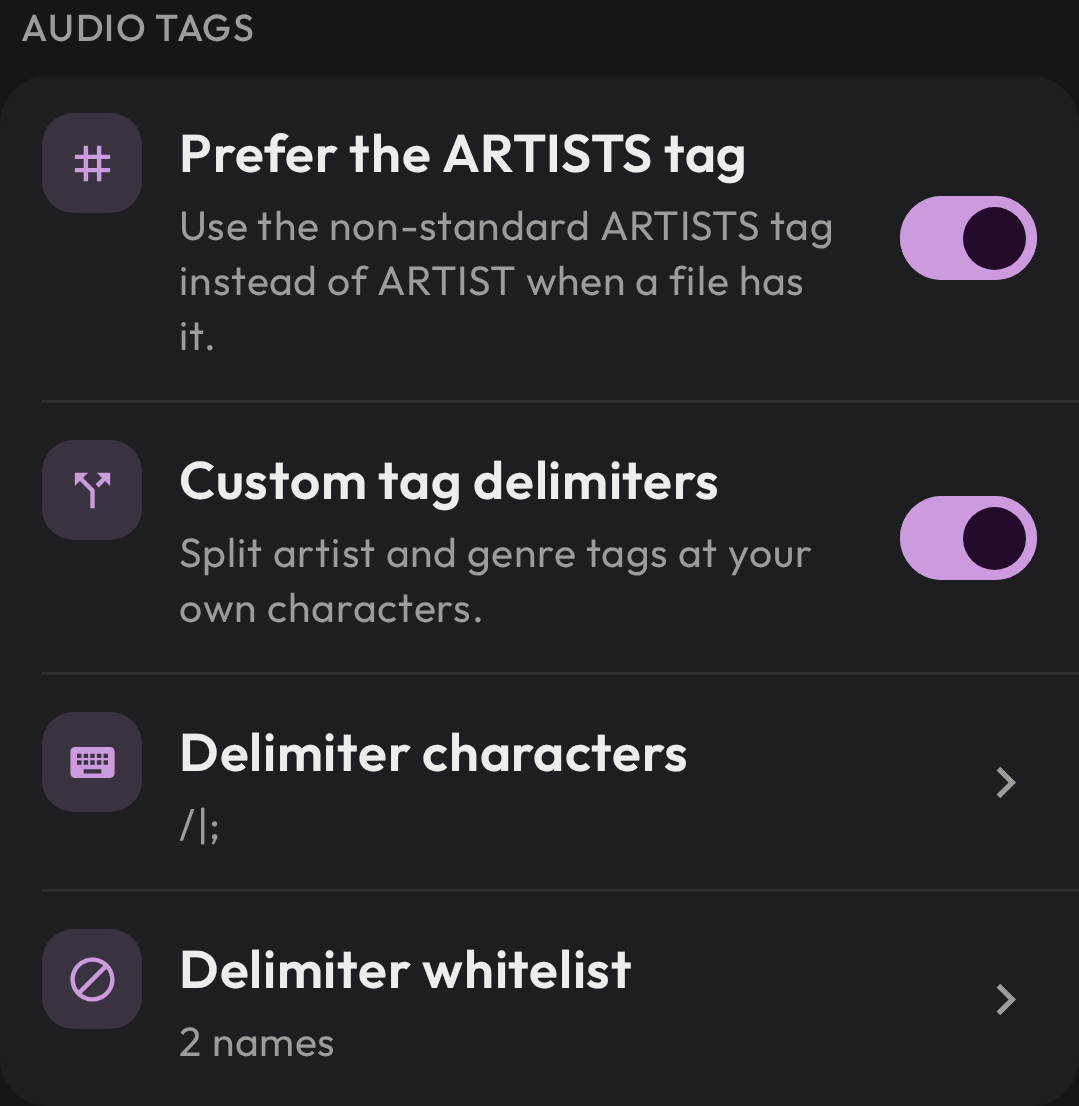 AUDIO TAGS
Prefer the ARTISTS tag
Use the non-standard ARTISTS tag
instead of ARTIST when a file has
it.
Custom tag delimiters
Split artist and genre tags at your
own characters.
Delimiter characters
/|;
Delimiter whitelist
2 names